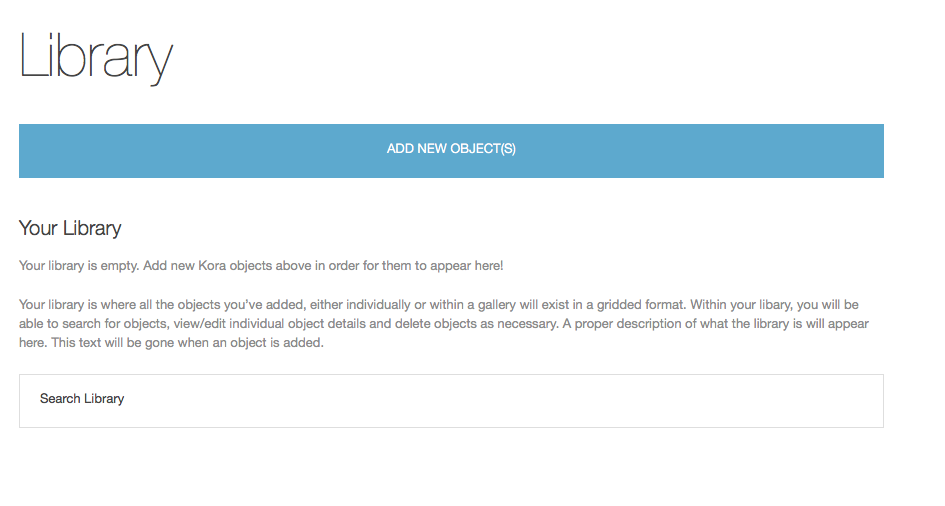 Library
ADD NEW OBJECT(S)
Your Library
Your library is empty. Add new Kora objects above in order for them to appear here!
Your library is where all the objects you've added, either individually or within a gallery will exist in a gridded format. Within your libary, you will be
able to search for objects, view/edit individual object details and delete objects as necessary. A proper description of what the library is will appear
here. This text will be gone when an object is added.
Search Library